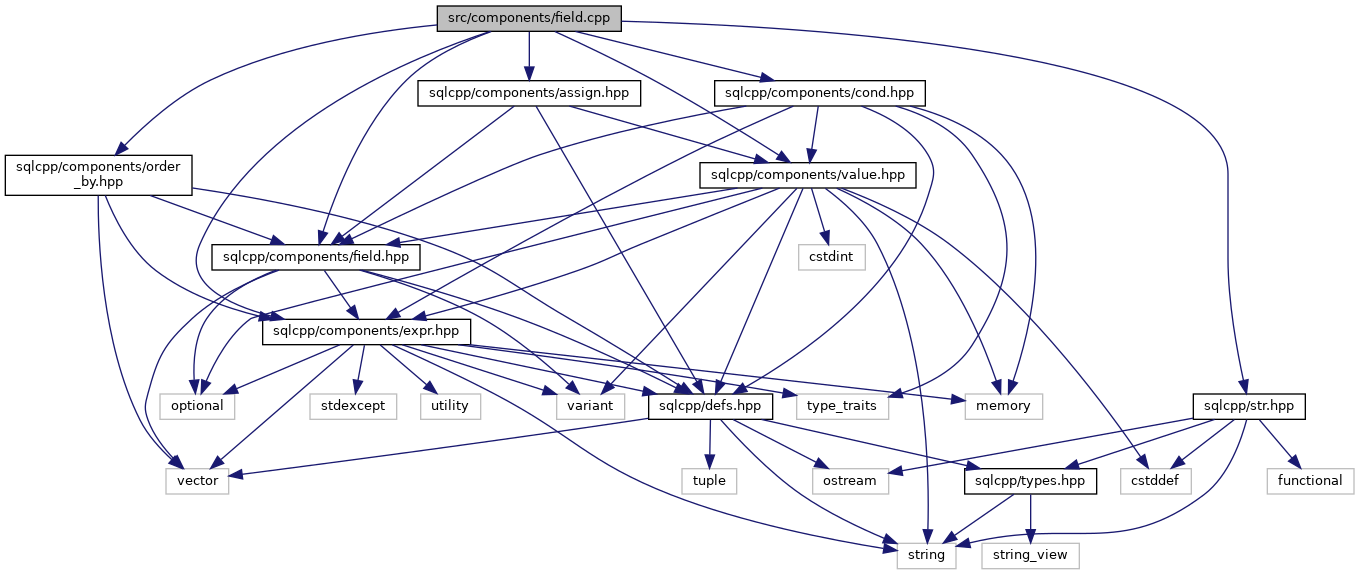 src/components/field.cpp
sqlcpp/components/assign.hpp
sqlcpp/components/cond.hpp
sqlcpp/components/order
_by.hpp
sqlcpp/components/value.hpp
sqlcpp/components/field.hpp
cstdint
sqlcpp/components/expr.hpp
optional
stdexcept
utility
variant
sqlcpp/defs.hpp
type_traits
memory
sqlcpp/str.hpp
vector
tuple
ostream
sqlcpp/types.hpp
cstddef
functional
string
string_view